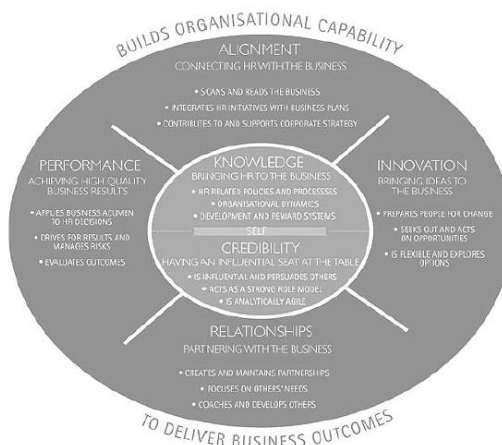 BUILDS ORGANISATIONAL CAPABILITY
ALIGNMENT
CONNECTING HR WITH THE BUSINESS
• SCANS AND READS THE BUSINESS
• INTEGRATES HR INITIATIVES WITH BUSINESS PLANS
• CONTRIBUTES TO AND SUPPORTS CORPORATE STRATEGY
PERFORMANCE
ACHIEVING HIGH QUALITY
BUSINESS RESULTS
• APPLIES BUSINESS ACUMEN
TO HR DECISIONS
• DRIVES FOR RESULTS AND
MANAGES RISKS
• EVALUATES OUTCOMES
KNOWLEDGE
BRINGING HR TO THE BUSINESS
• HR RELATED POLICIES AND PROCESSES
• ORGANISATIONAL DYNAMICS
• DEVELOPMENT AND REWARD SYSTEMS
SELF
CREDIBILITY
HAVING AN INFLUENTIAL SEAT AT THE TABLE
• IS INFLUENTIAL AND PERSUADES OTHERS
• ACTS AS A STRONG ROLE MODEL
• IS ANALYTICALLY AGILE
INNOVATION
BRINGING IDEAS TO
THE BUSINESS
• PREPARES PEOPLE FOR CHANGE
• SEEKS OUT AND ACTS
ON OPPORTUNITIES
• IS FLEXIBLE AND EXPLORES
OPTIONS
RELATIONSHIPS
PARTNERING WITH THE BUSINESS
• CREATES AND MAINTAINS PARTNERSHIPS
• FOCUSES ON OTHERS' NEEDS
• COACHES AND DEVELOPS OTHERS
TO DELIVER BUSINESS OUTCOMES